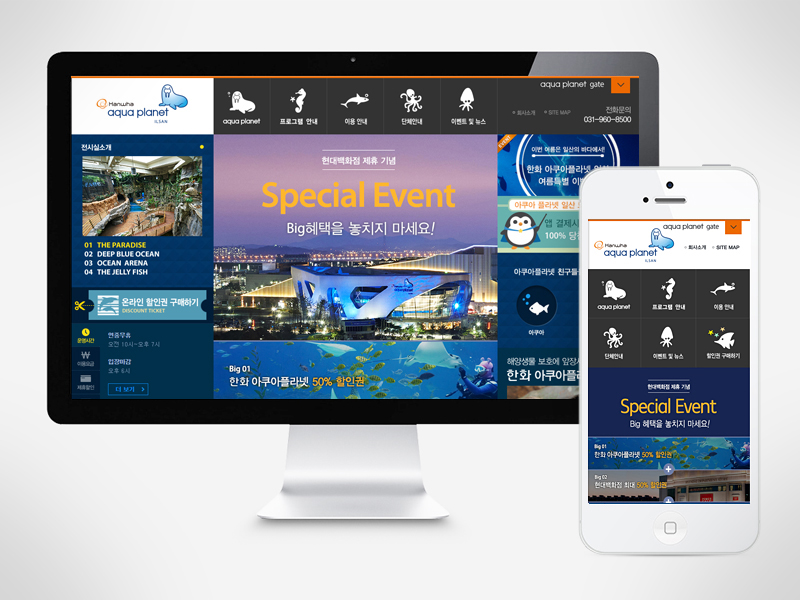 aqua planet gate
Hanwha
aqua planet
ILSAN
aqua planet
프로그램 안내
이용 안내
단체안내
이벤트 및 뉴스
회사소개
SITE MAP
전화문의
031-960-8500
전시실소개
01 THE PARADISE
02 DEEP BLUE OCEAN
03 OCEAN ARENA
04 THE JELLY FISH
온라인 할인권 구매하기
DISCOUNT TICKET
운영시간
연중무휴
오전 10시~오후 7시
입장마감
오후 6시
이용요금
제휴할인
더 보기
현대백화점 제휴 기념
Special Event
Big혜택을 놓치지 마세요!
Big 01
한화 아쿠아플라넷 50% 할인권
이번 여름은 일산의 바다에서!
한화 아쿠아플라넷
여름특별
아쿠아 플라넷 일산
앱 결제시
100%
아쿠아플라넷 친구들
아쿠아
해양생물 보호에 앞장
한화 아쿠아플
aqua planet gate
Hanwha
aqua planet
ILSAN
회사소개
SITE MAP
aqua planet
프로그램 안내
이용 안내
단체안내
이벤트 및 뉴스
할인권 구매하기
현대백화점 제휴 기념
Special Event
Big 혜택을 놓치지 마세요!
Big 01
한화 아쿠아플라넷 50% 할인권
Big 02
현대백화점 최대 50% 할인권